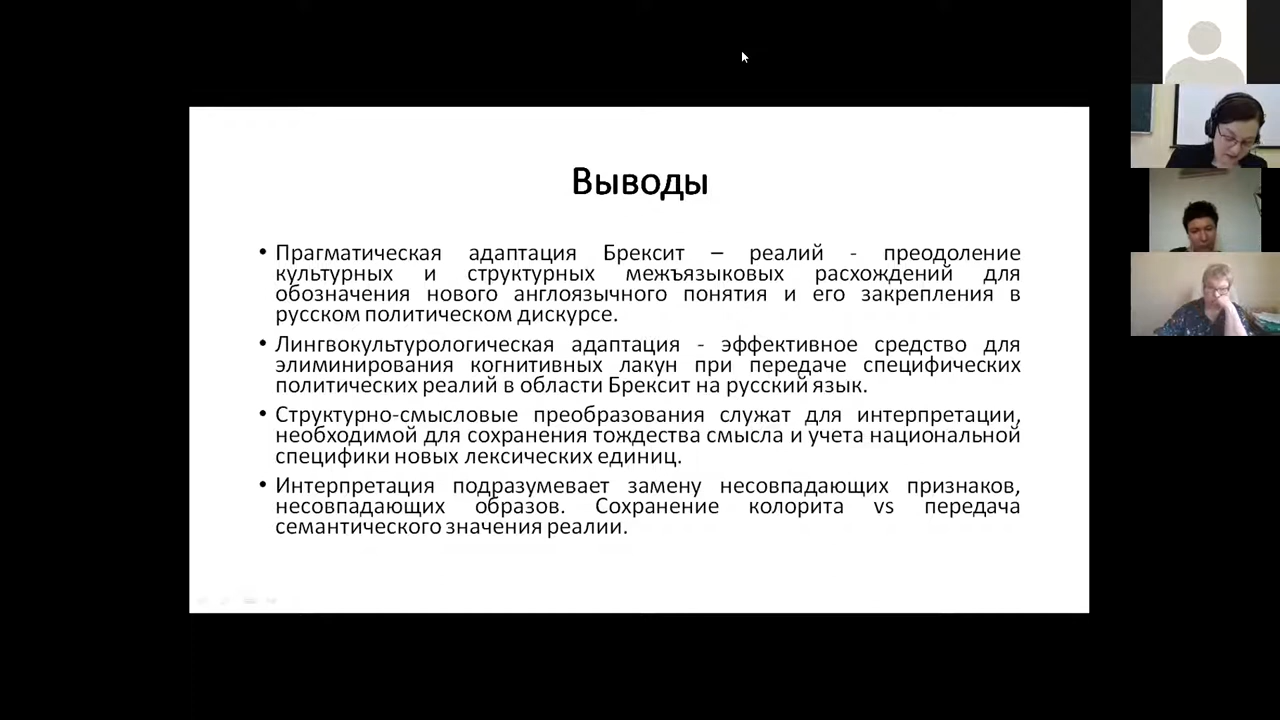 Выводы
• Прагматическая адаптация Брексит – реалий - преодоление
культурных и структурных межъязыковых расхождений для
обозначения нового англоязычного понятия и его закрепления в
русском политическом дискурсе.
• Лингвокультурологическая адаптация - эффективное средство для
элиминирования когнитивных лакун при передаче специфических
политических реалий в области Брексит на русский язык.
• Структурно-смысловые преобразования служат для интерпретации,
необходимой для сохранения тождества смысла и учета национальной
специфики новых лексических единиц.
• Интерпретация подразумевает замену несовпадающих признаков,
несовпадающих образов. Сохранение колорита vs передача
семантического значения реалии.